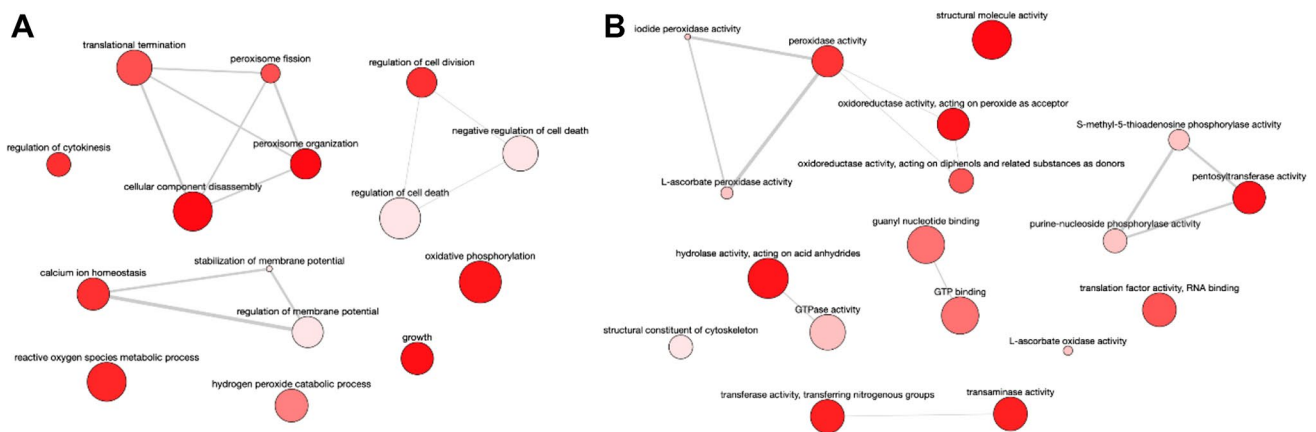 A
translational termination
peroxisome fission
regulation of cell division
negative regulation of cell death
regulation of cytokinesis
peroxisome organization
cellular component disassembly
regulation of cell death
stabilization of membrane potential
calcium ion homeostasis
oxidative phosphorylation
regulation of membrane potential
growth
reactive oxygen species metabolic process
hydrogen peroxide catabolic process
B
structural molecule activity
iodide peroxidase activity
peroxidase activity
oxidoreductase activity, acting on peroxide as acceptor
S-methyl-5-thioadenosine phosphorylase activity
oxidoreductase activity, acting on diphenols and related substances as donors
L-ascorbate peroxidase activity
pentosyltransferase activity
guanyl nucleotide binding
purine-nucleoside phosphorylase activity
hydrolase activity, acting on acid anhydrides
GTP binding
translation factor activity, RNA binding
GTPase activity
structural constituent of cytoskeleton
L-ascorbate oxidase activity
transferase activity, transferring nitrogenous groups
transaminase activity